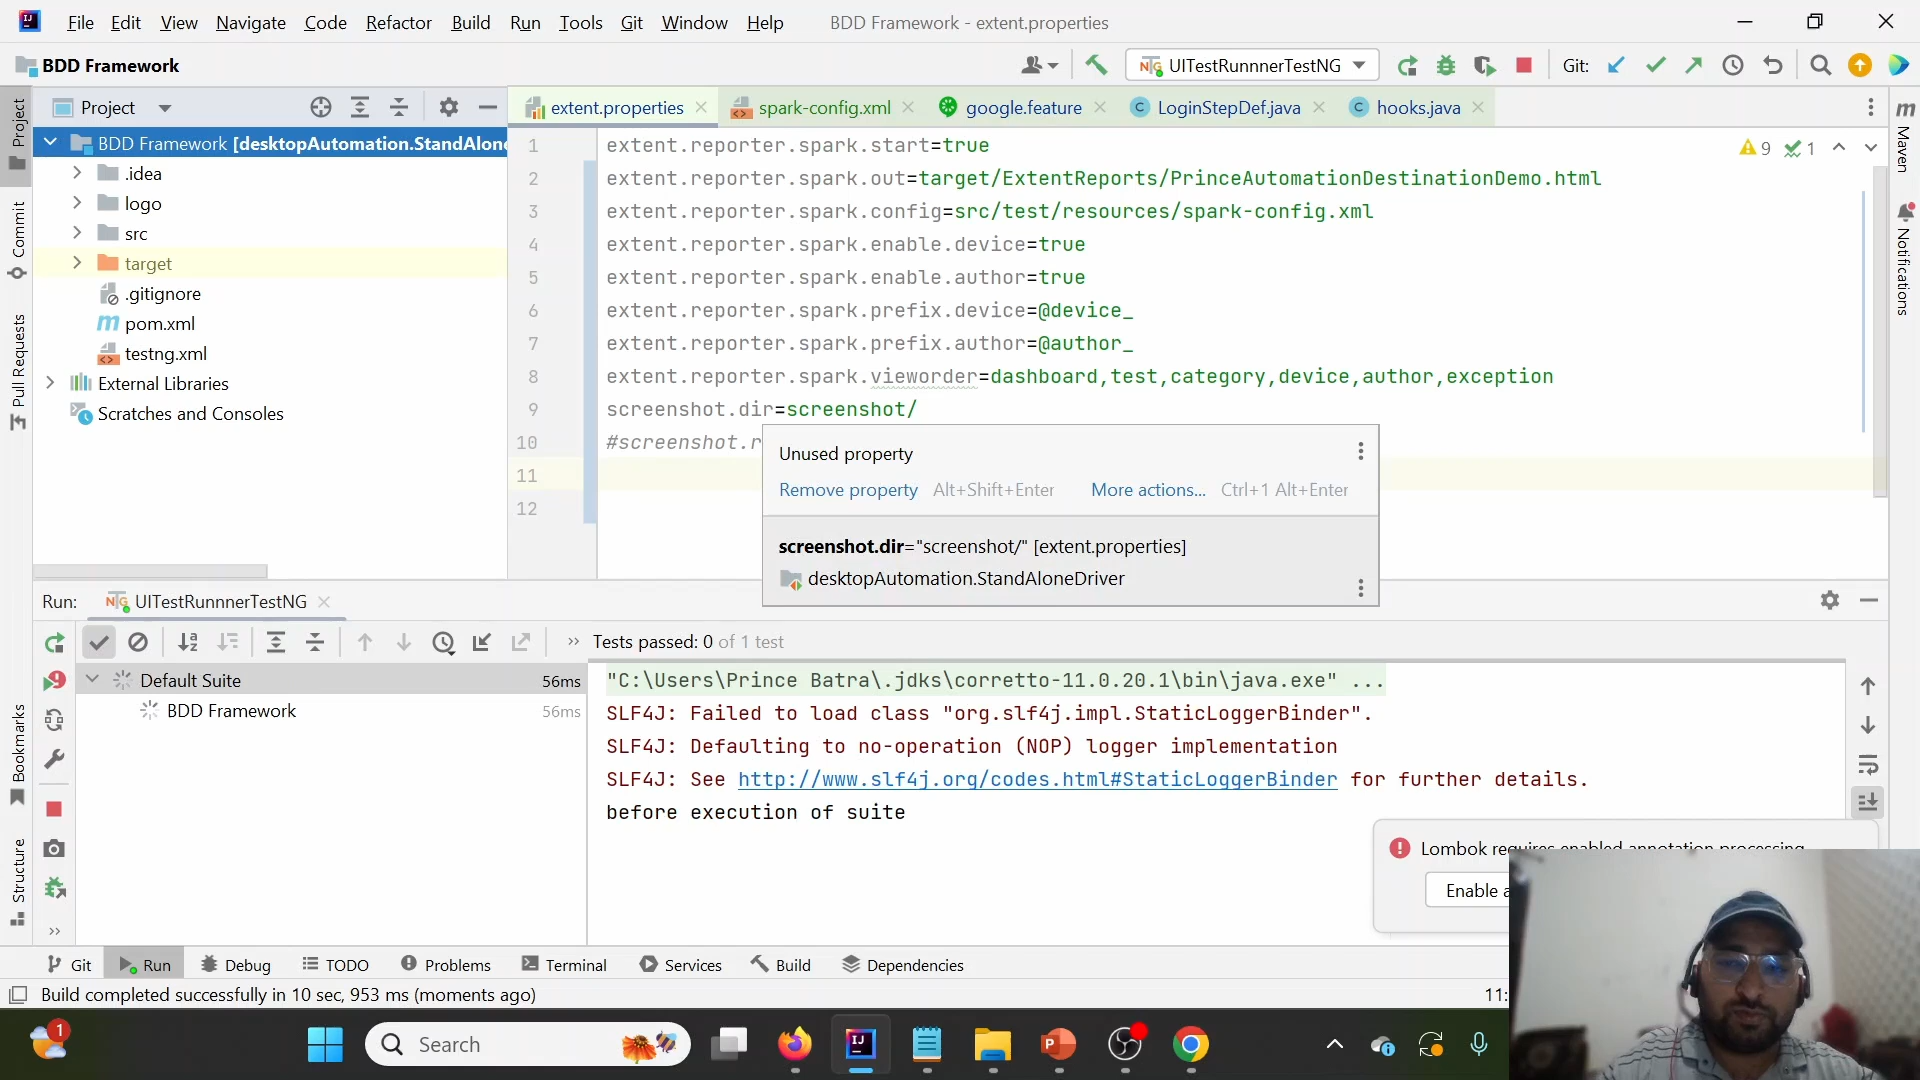 File Edit View Navigate Code Refactor Build Run Tools Git Window Help BDD Framework - extent.properties
BDD Framework
UITestRunnnerTestNG
Git:
Project
extent.properties
spark-config.xml
google.feature
LoginStepDef.java
hooks.java
BDD Framework [desktopAutomation.StandAlone
.idea
logo
src
target
.gitignore
pom.xml
testng.xml
External Libraries
Scratches and Consoles
1 extent.reporter.spark.start=true
2 extent.reporter.spark.out=target/ExtentReports/PrinceAutomationDestinationDemo.html
3 extent.reporter.spark.config=src/test/resources/spark-config.xml
4 extent.reporter.spark.enable.device=true
5 extent.reporter.spark.enable.author=true
6 extent.reporter.spark.prefix.device=@device_
7 extent.reporter.spark.prefix.author=@author_
8 extent.reporter.spark.vieworder=dashboard,test,category,device,author,exception
9 screenshot.dir=screenshot/
10 #screenshot.r
11
12
9 1
Unused property
Remove property Alt+Shift+Enter More actions... Ctrl+1 Alt+Enter
screenshot.dir="screenshot/" [extent.properties]
desktopAutomation.StandAloneDriver
Project
Commit
Pull Requests
Bookmarks
Structure
Maven
Notifications
Run: UITestRunnnerTestNG
Tests passed: 0 of 1 test
Default Suite 56ms
BDD Framework 56ms
"C:\Users\Prince Batra\.jdks\corretto-11.0.20.1\bin\java.exe" ...
SLF4J: Failed to load class "org.slf4j.impl.StaticLoggerBinder".
SLF4J: Defaulting to no-operation (NOP) logger implementation
SLF4J: See http://www.slf4j.org/codes.html#StaticLoggerBinder for further details.
before execution of suite
Lombok requires enabled annotation processing
Enable a
Git Run Debug TODO Problems Terminal Services Build Dependencies
Build completed successfully in 10 sec, 953 ms (moments ago)
11:
1
Search